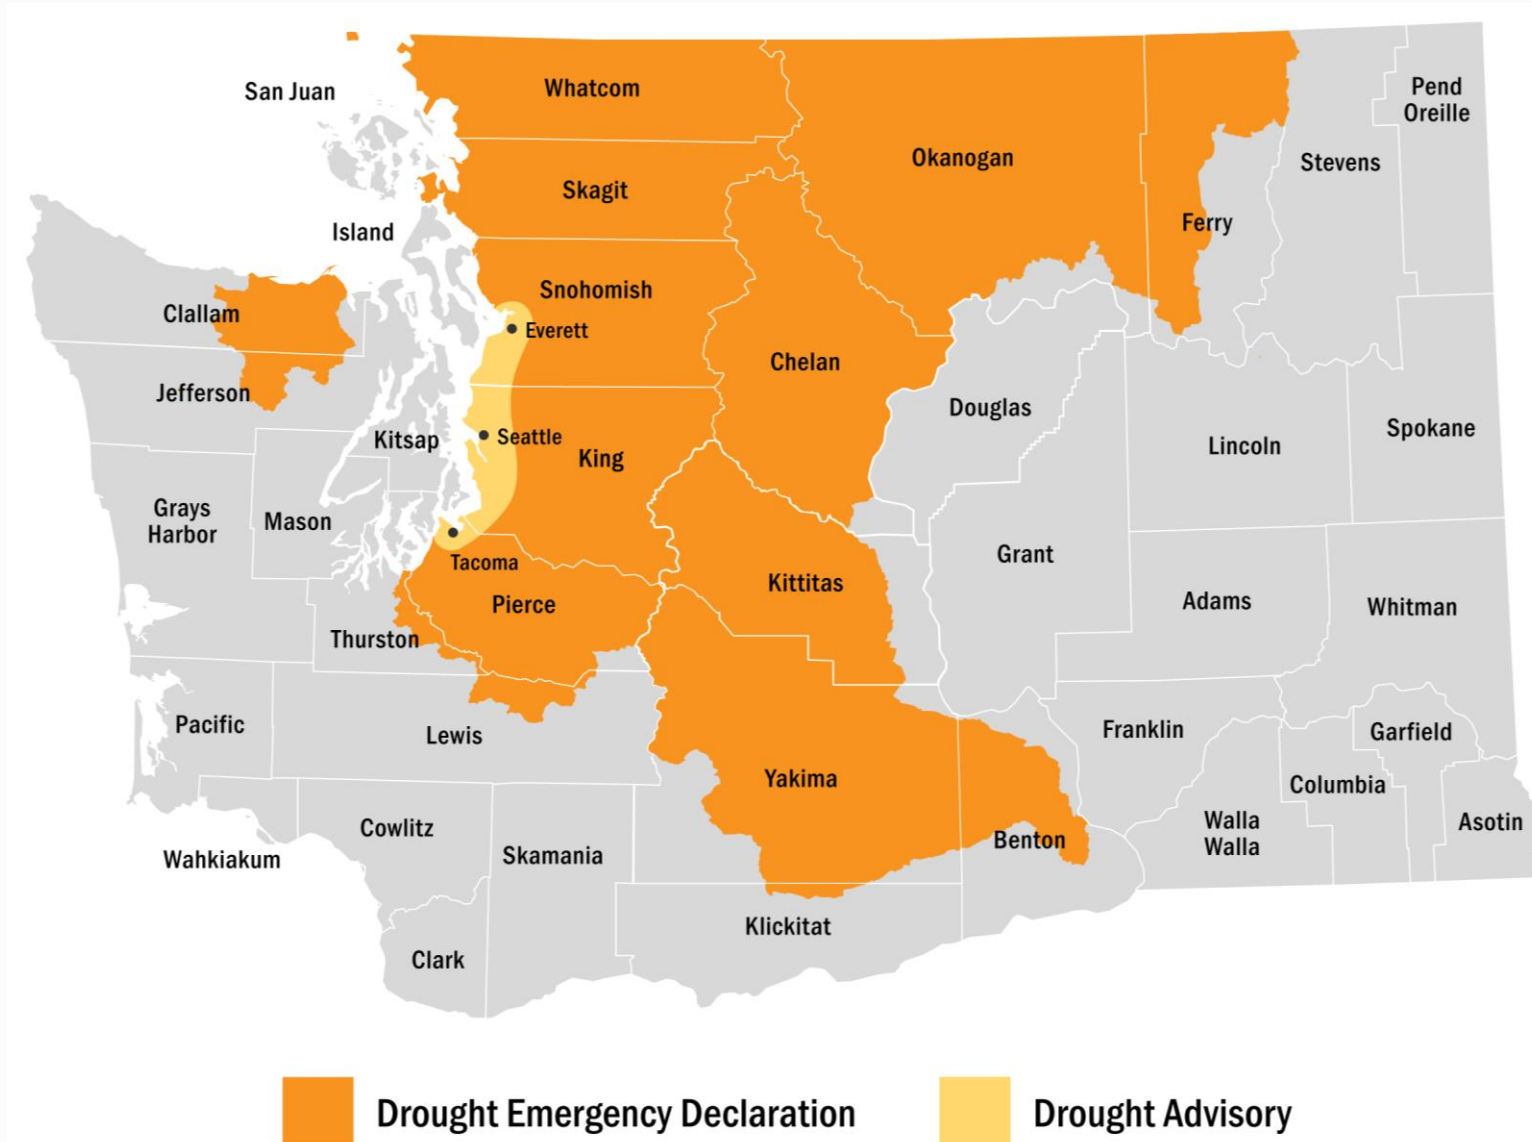 San Juan
Whatcom
Pend
Oreille
Okanogan
Stevens
Skagit
Ferry
Island
Snohomish
Clallam
Everett
Chelan
Jefferson
Douglas
Spokane
Kitsap
Seattle
King
Lincoln
Grays
Harbor
Mason
Grant
Tacoma
Kittitas
Adams
Pierce
Whitman
Thurston
Pacific
Lewis
Franklin
Garfield
Yakima
Columbia
Cowlitz
Walla
Walla
Asotin
Benton
Wahkiakum
Skamania
Klickitat
Clark
Drought Emergency Declaration
Drought Advisory